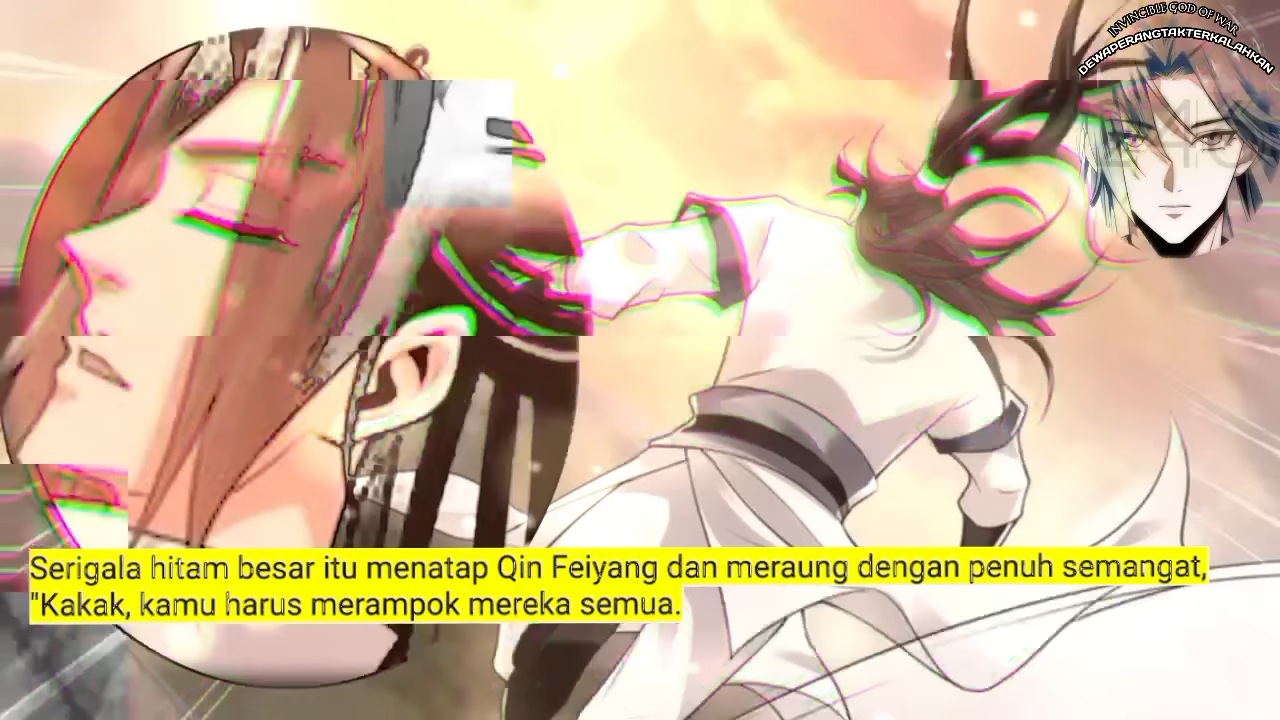 INVINCIBLE GOD OF WAR
DEWAPERANGTAKTERKALAHKAN
Serigala hitam besar itu menatap Qin Feiyang dan meraung dengan penuh semangat,
"Kakak, kamu harus merampok mereka semua.